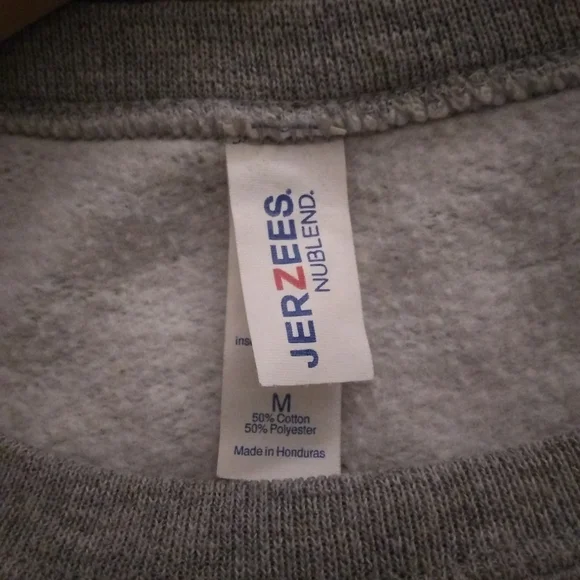 JERZEES.
NUBLEND.
M
50% Cotton
50% Polyester
Made in Honduras